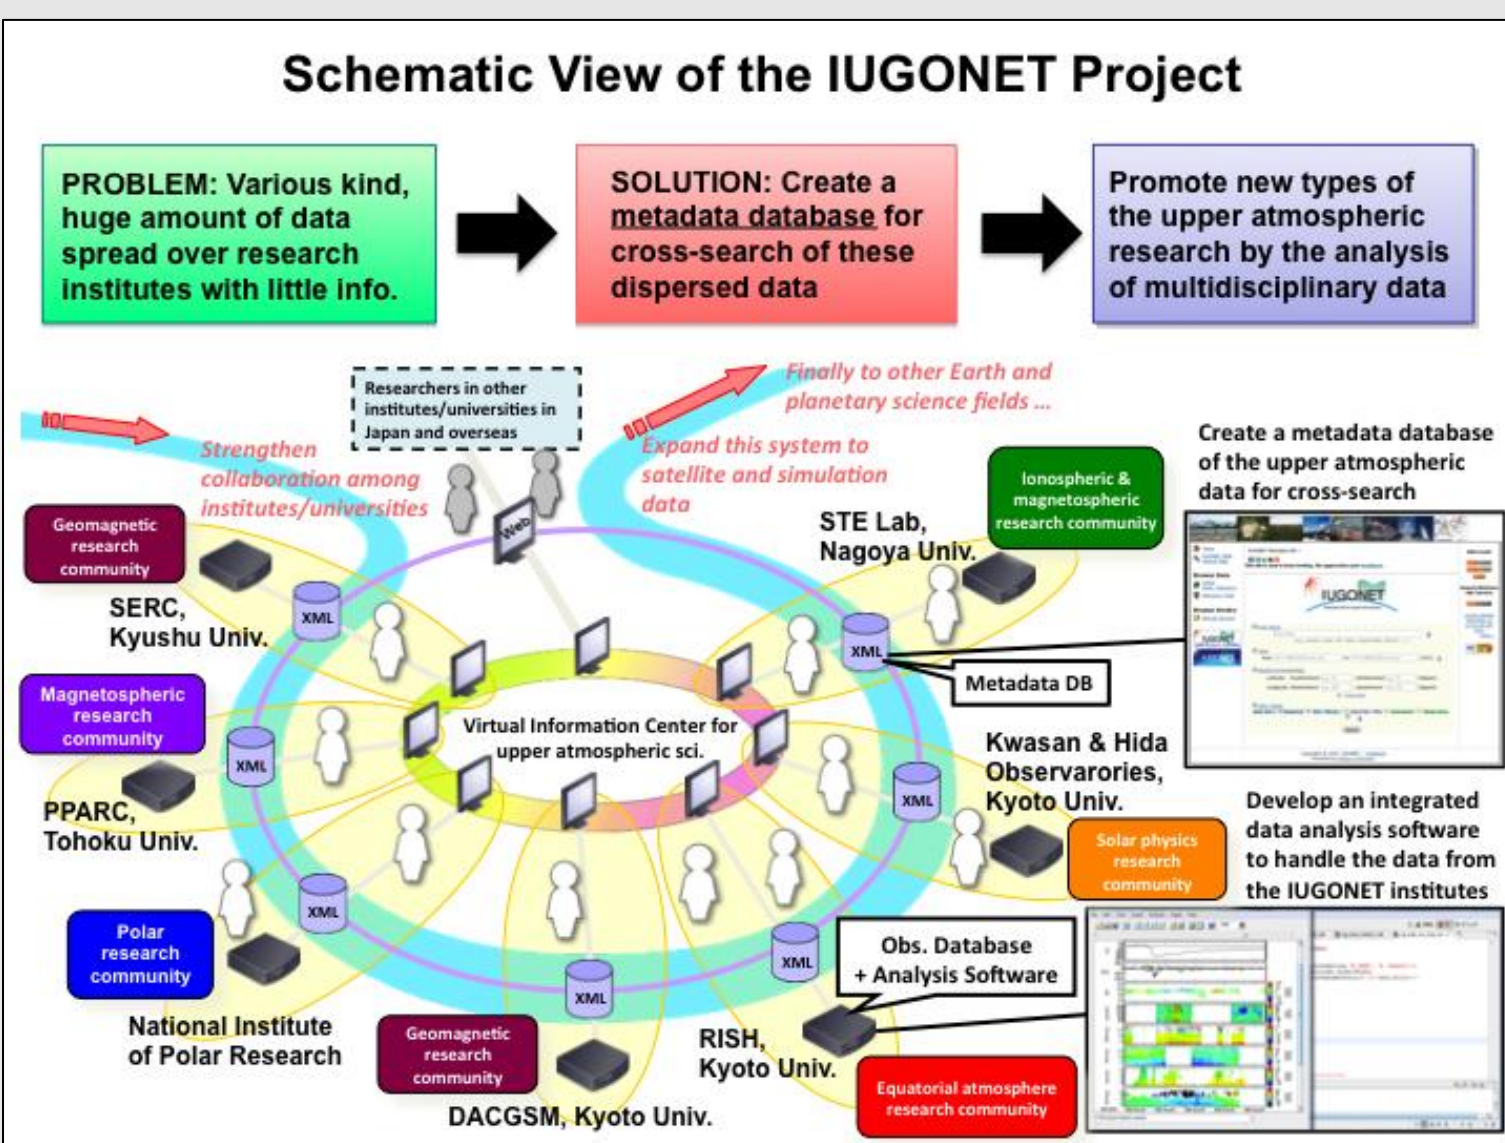 Schematic View of the IUGONET Project
PROBLEM: Various kind,
huge amount of data
spread over research
institutes with little info.
SOLUTION: Create a
metadata database for
cross-search of these
dispersed data
Promote new types of
the upper atmospheric
research by the analysis
of multidisciplinary data
Researchers in other
institutes/universities in
Japan and overseas
Finally to other Earth and
planetary science fields ...
Strengthen
collaboration among
institutes/universities
Expand this system to
satellite and simulation
data
Web
Geomagnetic
research
community
SERC,
Kyushu Univ.
XML
STE Lab,
Nagoya Univ.
Ionospheric &
magnetospheric
research community
XML
Metadata DB
Create a metadata database
of the upper atmospheric
data for cross-search
IUGONET
Magnetospheric
research
community
XML
PPARC,
Tohoku Univ.
Virtual Information Center for
upper atmospheric sci.
Kwasan & Hida
Observarories,
Kyoto Univ.
XML
Solar physics
research
community
Develop an integrated
data analysis software
to handle the data from
the IUGONET institutes
XML
Polar
research
community
National Institute
of Polar Research
XML
Geomagnetic
research
community
DACGSM, Kyoto Univ.
XML
Obs. Database
+ Analysis Software
RISH,
Kyoto Univ.
Equatorial atmosphere
research community